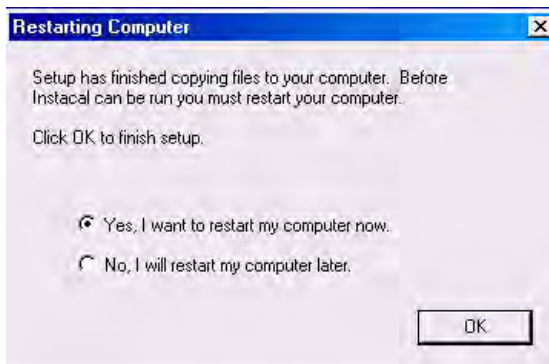 Restarting Computer
Setup has finished copying files to your computer. Before
Instacal can be run you must restart your computer.
Click OK to finish setup.
Yes, I want to restart my computer now.
No, I will restart my computer later.
OK